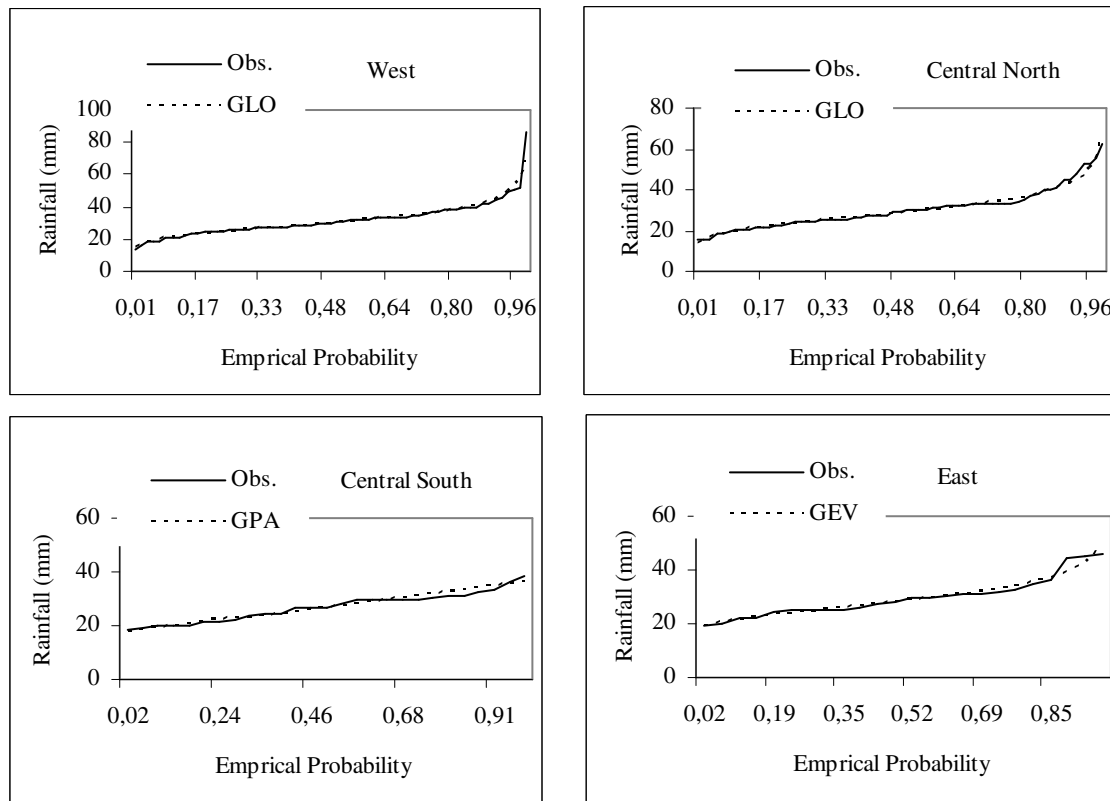 Obs.
West
GLO
100
80
60
40
20
0
Rainfall (mm)
0,01 0,17 0,33 0,48 0,64 0,80 0,96
Emprical Probability
Obs.
Central North
GLO
80
60
40
20
0
Rainfall (mm)
0,01 0,17 0,33 0,48 0,64 0,80 0,96
Emprical Probability
Obs.
Central South
GPA
60
40
20
0
Rainfall (mm)
0,02 0,24 0,46 0,68 0,91
Emprical Probability
Obs.
East
GEV
60
40
20
0
Rainfall (mm)
0,02 0,19 0,35 0,52 0,69 0,85
Emprical Probability